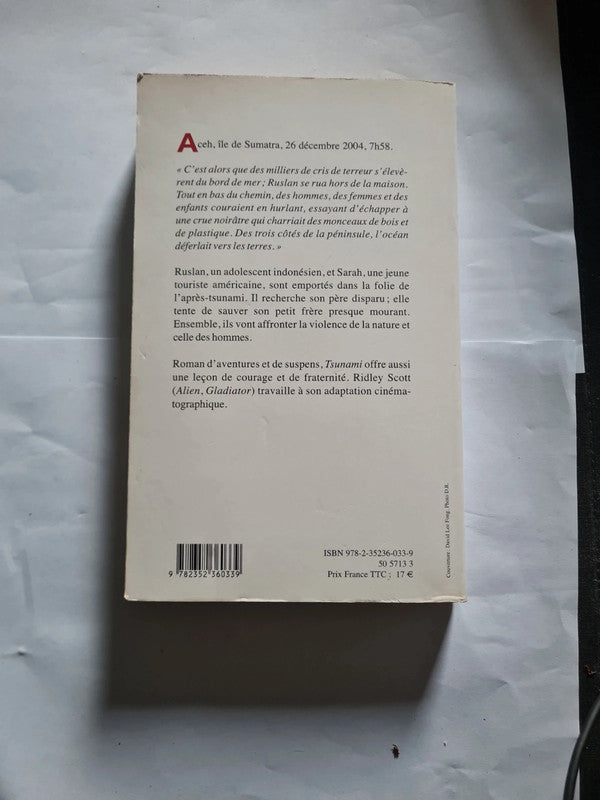 Aceh, île de Sumatra, 26 décembre 2004, 7h58.
« C'est alors que des milliers de cris de terreur s'élevè-
rent du bord de mer ; Ruslan se rua hors de la maison.
Tout en bas du chemin, des hommes, des femmes et des
enfants couraient en hurlant, essayant d'échapper à
une crue noirâtre qui charriait des monceaux de bois et
de plastique. Des trois côtés de la péninsule, l'océan
déferlait vers les terres. »
Ruslan, un adolescent indonésien, et Sarah, une jeune
touriste américaine, sont emportés dans la folie de
l'après-tsunami. Il recherche son père disparu ; elle
tente de sauver son petit frère presque mourant.
Ensemble, ils vont affronter la violence de la nature et
celle des hommes.
Roman d'aventures et de suspens, Tsunami offre aussi
une leçon de courage et de fraternité. Ridley Scott
(Alien, Gladiator) travaille à son adaptation cinéma-
tographique.
ISBN 978-2-35236-033-9
50 5713 3
Prix France TTC : 17 €
9 782352 360339
Couverture : David Lee Fong. Photo D.R.